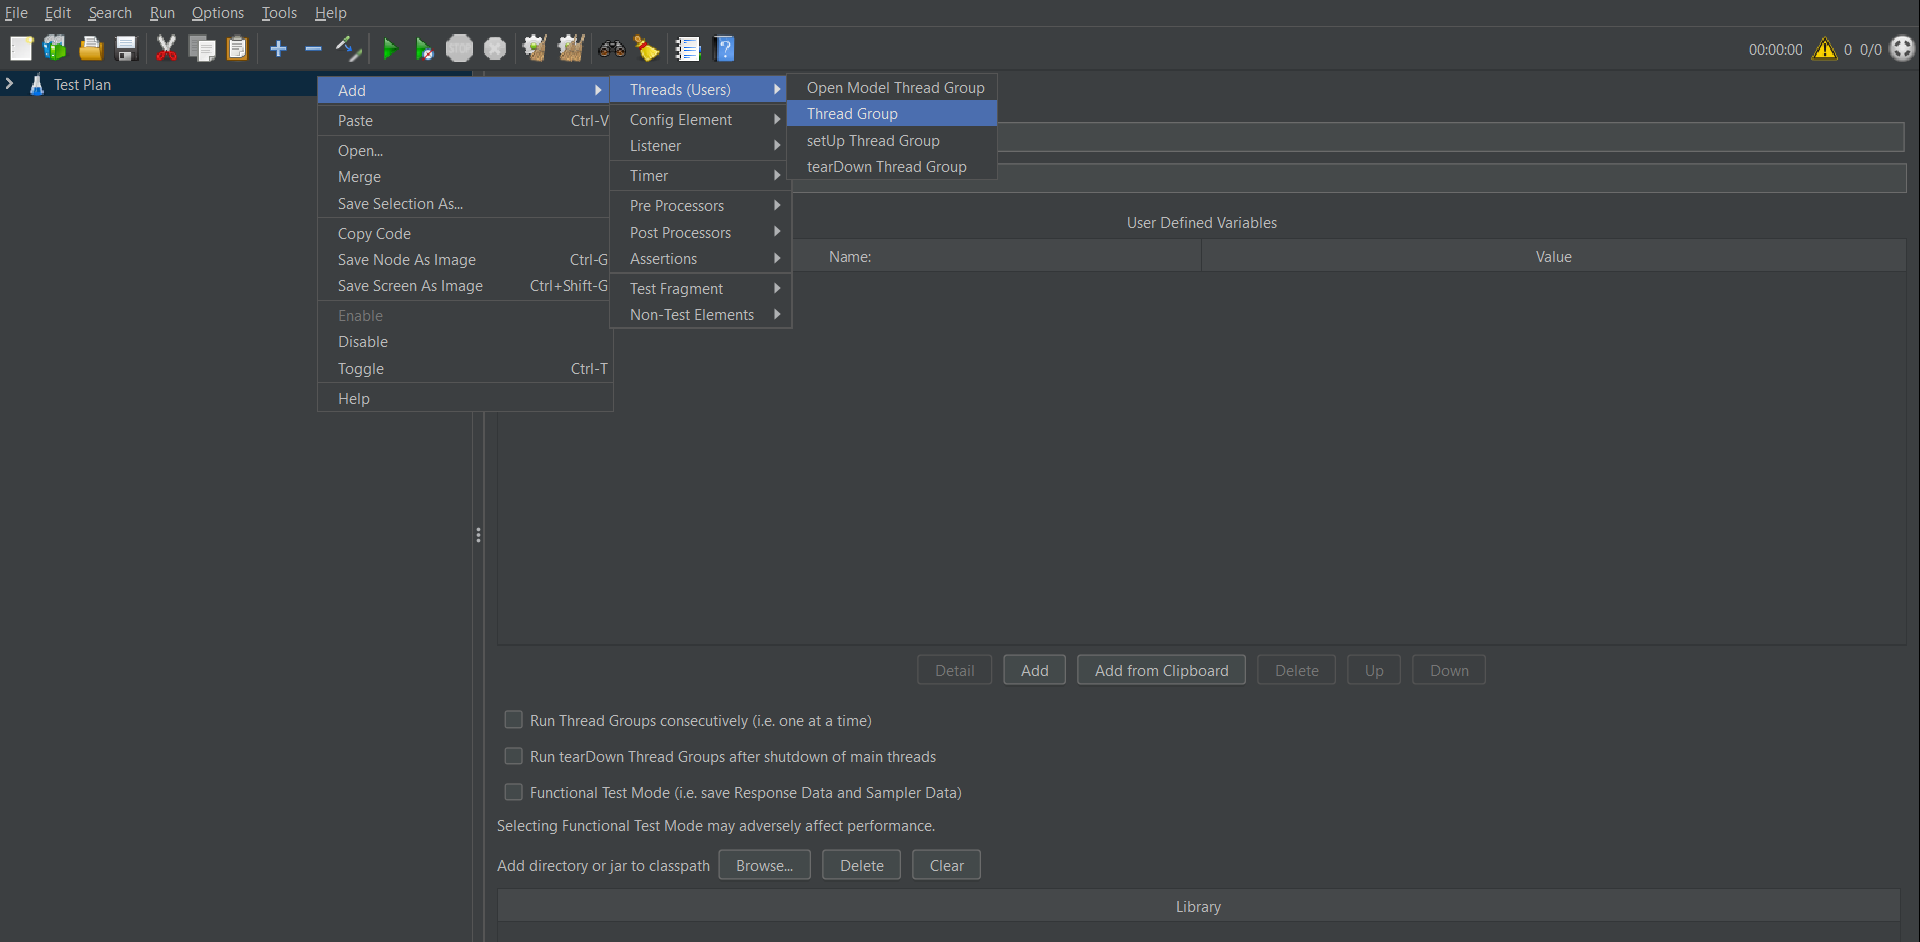 File Edit Search Run Options Tools Help
STOP
00:00:00 0 0/0
Test Plan
Add
Paste Ctrl-V
Open...
Merge
Save Selection As...
Copy Code
Save Node As Image Ctrl-G
Save Screen As Image Ctrl+Shift-G
Enable
Disable
Toggle Ctrl-T
Help
Threads (Users)
Config Element
Listener
Timer
Pre Processors
Post Processors
Assertions
Test Fragment
Non-Test Elements
Open Model Thread Group
Thread Group
setUp Thread Group
tearDown Thread Group
User Defined Variables
Name: Value
Detail Add Add from Clipboard Delete Up Down
Run Thread Groups consecutively (i.e. one at a time)
Run tearDown Thread Groups after shutdown of main threads
Functional Test Mode (i.e. save Response Data and Sampler Data)
Selecting Functional Test Mode may adversely affect performance.
Add directory or jar to classpath Browse... Delete Clear
Library